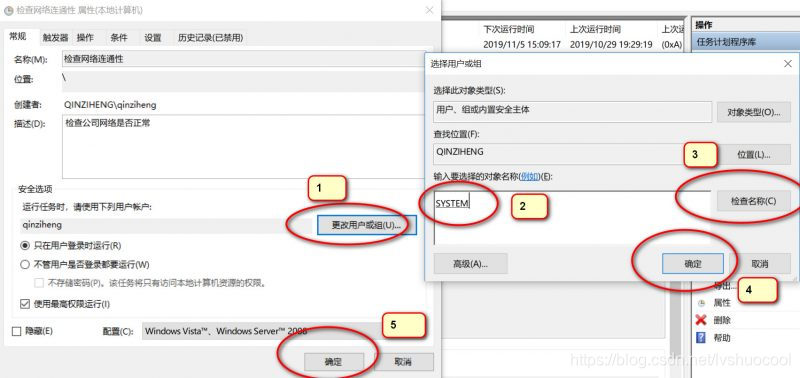 检查网络连通性 属性(本地计算机)
常规 触发器 操作 条件 设置 历史记录(已禁用)
名称(M): 检查网络连通性
位置: \
创建者: QINZIHENG\qinziheng
描述(D): 检查公司网络是否正常
安全选项
运行任务时，请使用下列用户帐户:
1
qinziheng 更改用户或组(U)...
只在用户登录时运行(R)
不管用户是否登录都要运行(W)
不存储密码(P)。该任务将只有访问本地计算机资源的权限。
使用最高权限运行(I)
隐藏(E) 配置(C): Windows Vista™、Windows Server™ 2008
5
确定 取消
下次运行时间 上次运行时间 上次
2019/11/5 15:09:17 2019/10/29 19:29:19 (0xA)
操作
任务计划程序库
选择用户或组
选择此对象类型(S):
用户、组或内置安全主体 对象类型(O)...
查找位置(F):
QINZIHENG 3 位置(L)...
输入要选择的对象名称(例如)(E):
SYSTEM 2 检查名称(C)
高级(A)... 确定 取消
导出...
4
属性
删除
帮助
https://blog.csdn.net/lvshuocool